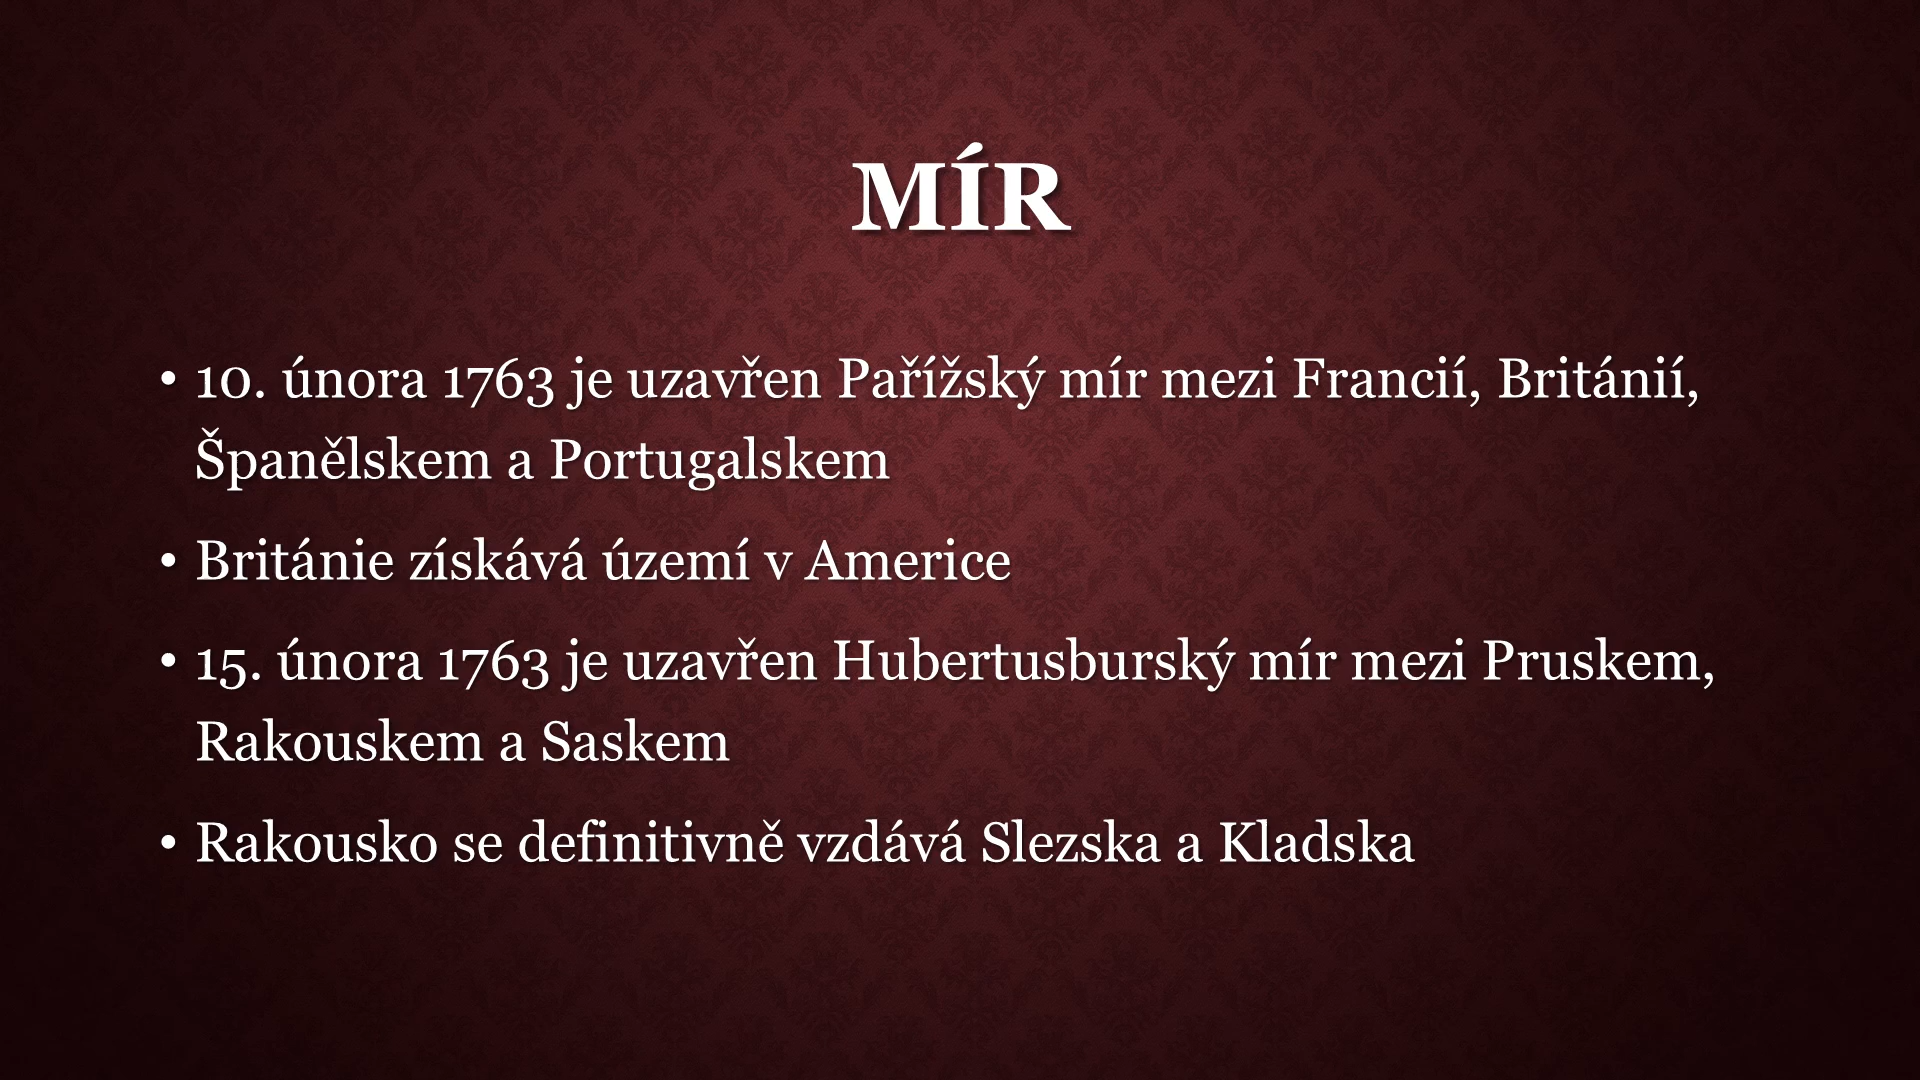 MÍR
• 10. února 1763 je uzavřen Pařížský mír mezi Francií, Británií,
Španělskem a Portugalskem
• Británie získává území v Americe
• 15. února 1763 je uzavřen Hubertusburský mír mezi Pruskem,
Rakouskem a Saskem
• Rakousko se definitivně vzdává Slezska a Kladska